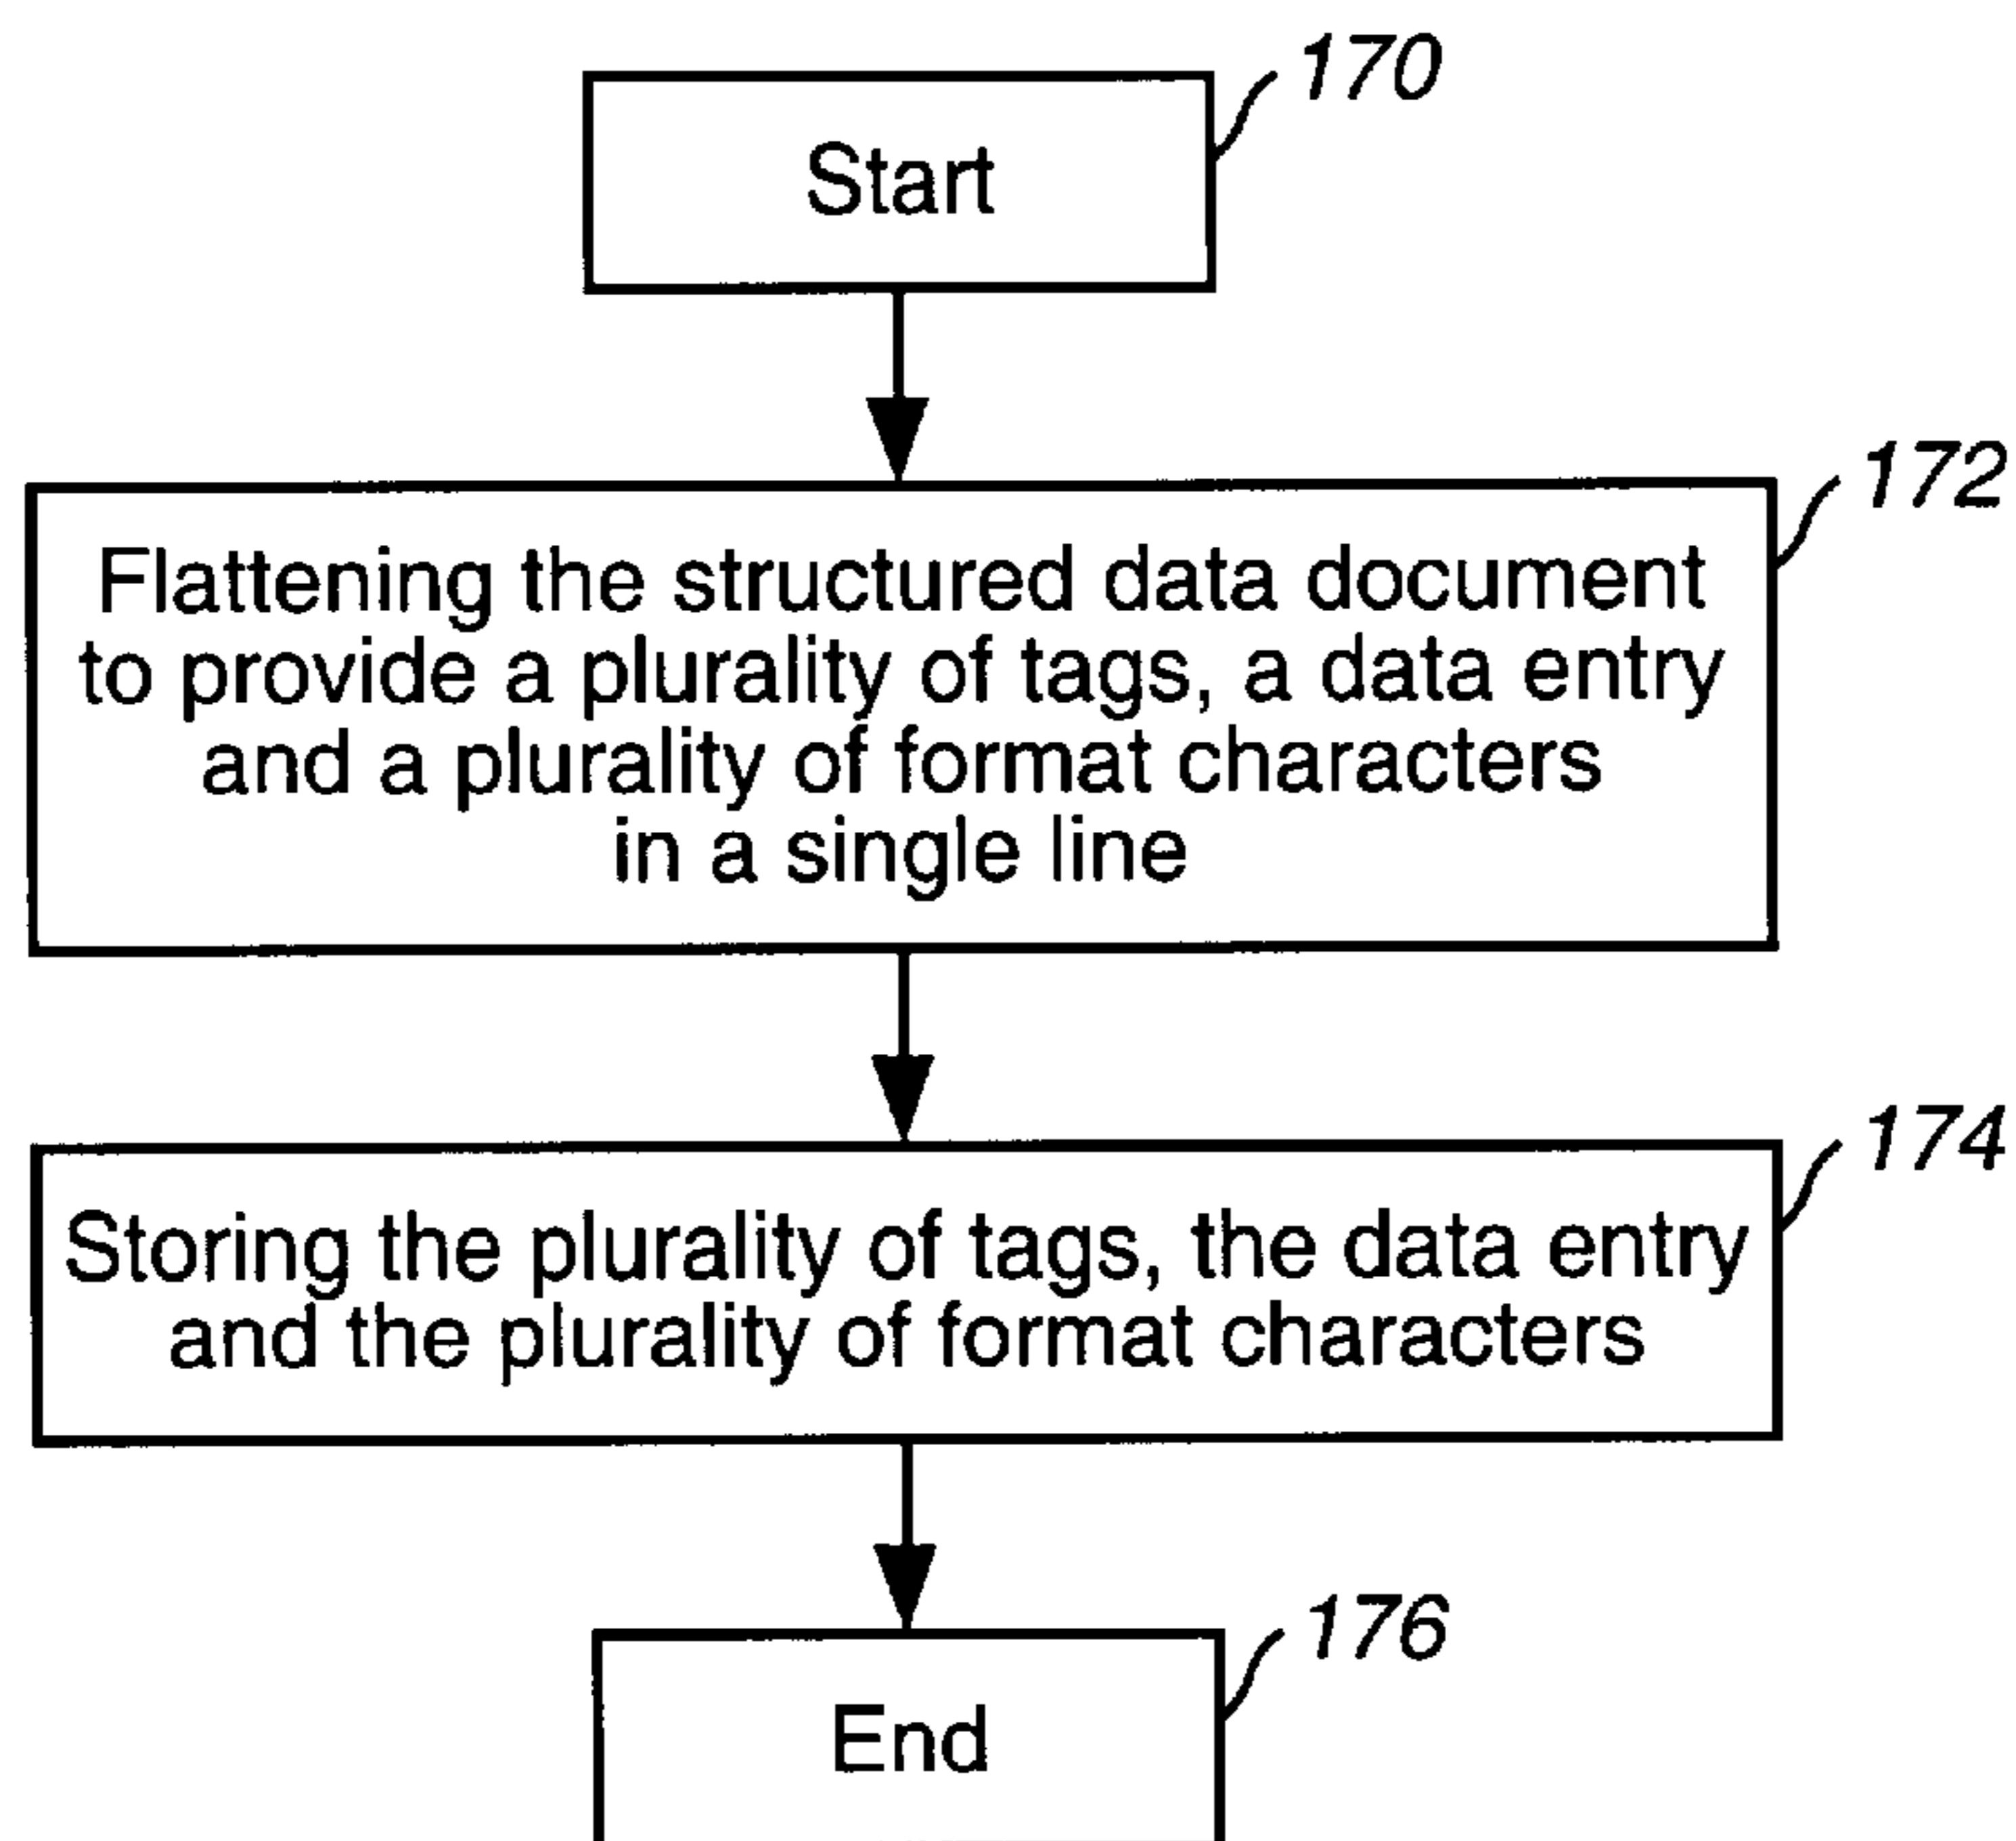 Start
170
172
Flattening the structured data document
to provide a plurality of tags, a data entry
and a plurality of format characters
in a single line
174
Storing the plurality of tags, the data entry
and the plurality of format characters
176
End